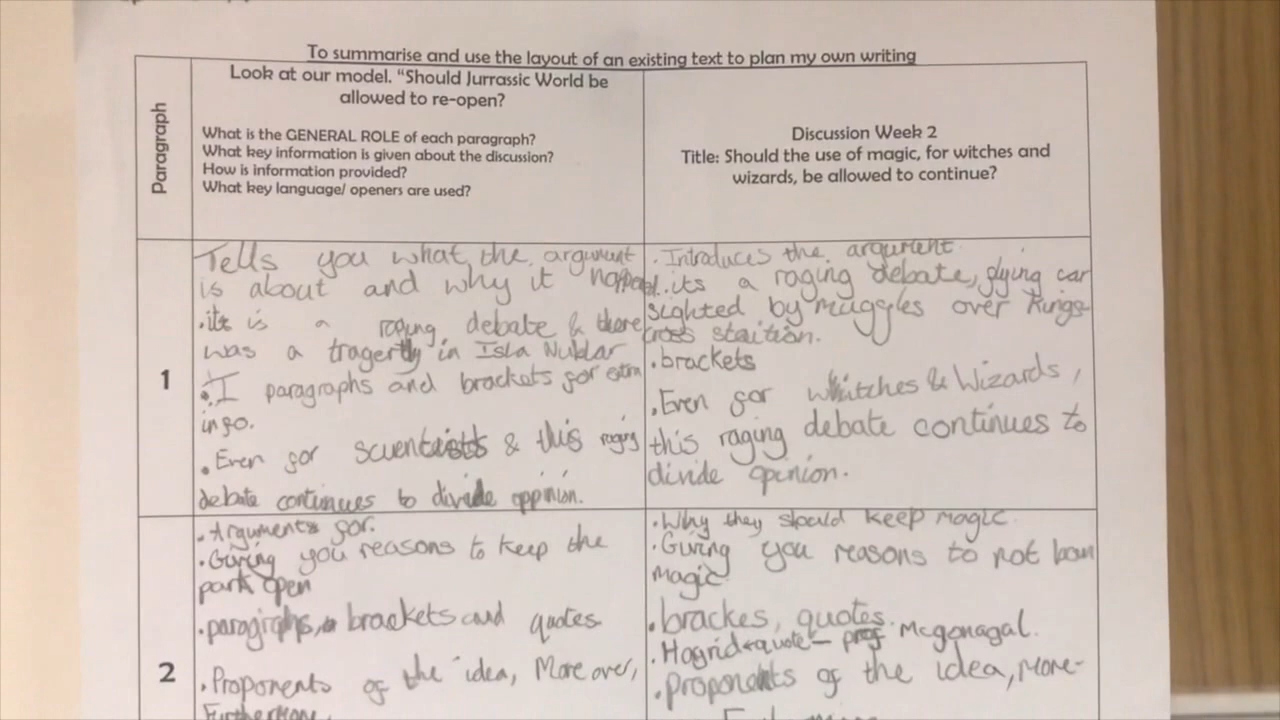 To summarise and use the layout of an existing text to plan my own writing
Paragraph
Look at our model. "Should Jurrassic World be
allowed to re-open?
What is the GENERAL ROLE of each paragraph?
What key information is given about the discussion?
How is information provided?
What key language/ openers are used?
Discussion Week 2
Title: Should the use of magic, for witches and
wizards, be allowed to continue?
1
Tells you what the argument
is about and why it
.its is a raging debate & there
was a tragerty in Isla Nublar
. I paragraphs and brackets for extra
info.
. Even for scientists & this raging
debate continues to divide oppinion.
. Introduces the argument
. its a raging debate, flying car
sighted by muggles over Kings-
cross staition.
. brackets
. Even for whitches & Wizards,
this raging debate continues to
divide opinion.
2
. Arguments for.
. Giving you reasons to keep the
park open
. brackets and quotes
. Proponents of the idea, More over,
Furthermore,
. Why they should keep magic
. Giving you reasons to not ban
magic
. brackes, quotes.
. Hagrid quote – prof Mcgonagal.
. Proponents of the idea, More-